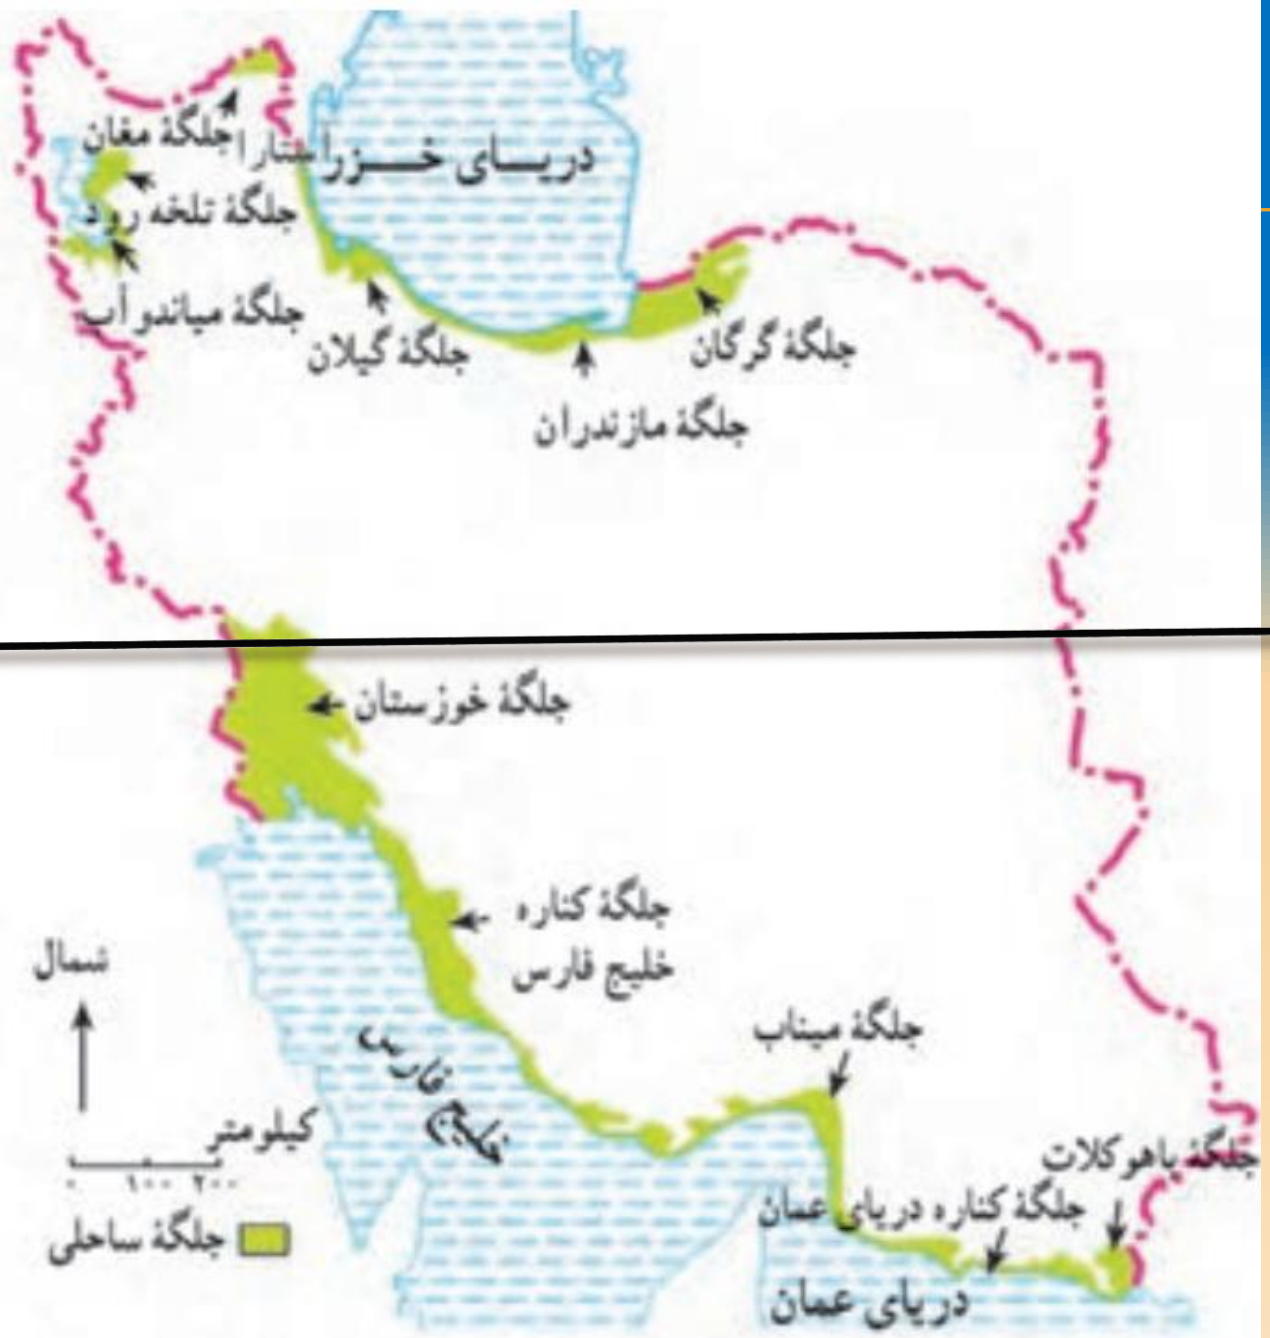 جلگهٔ مغان
آستارا
دریـــای خـــزر
جلگهٔ تلخه رود
جلگهٔ میاندوآب
جلگهٔ گیلان
جلگهٔ گرگان
جلگهٔ مازندران
جلگهٔ خوزستان
جلگهٔ کناره
خلیج فارس
شمال
جلگهٔ میناب
خلیج فارس
کیلومتر
۰ ۱۰۰ ۲۰۰
جلگهٔ باهوکلات
جلگهٔ کناره دریای عمان
جلگهٔ ساحلی
دریای عمان